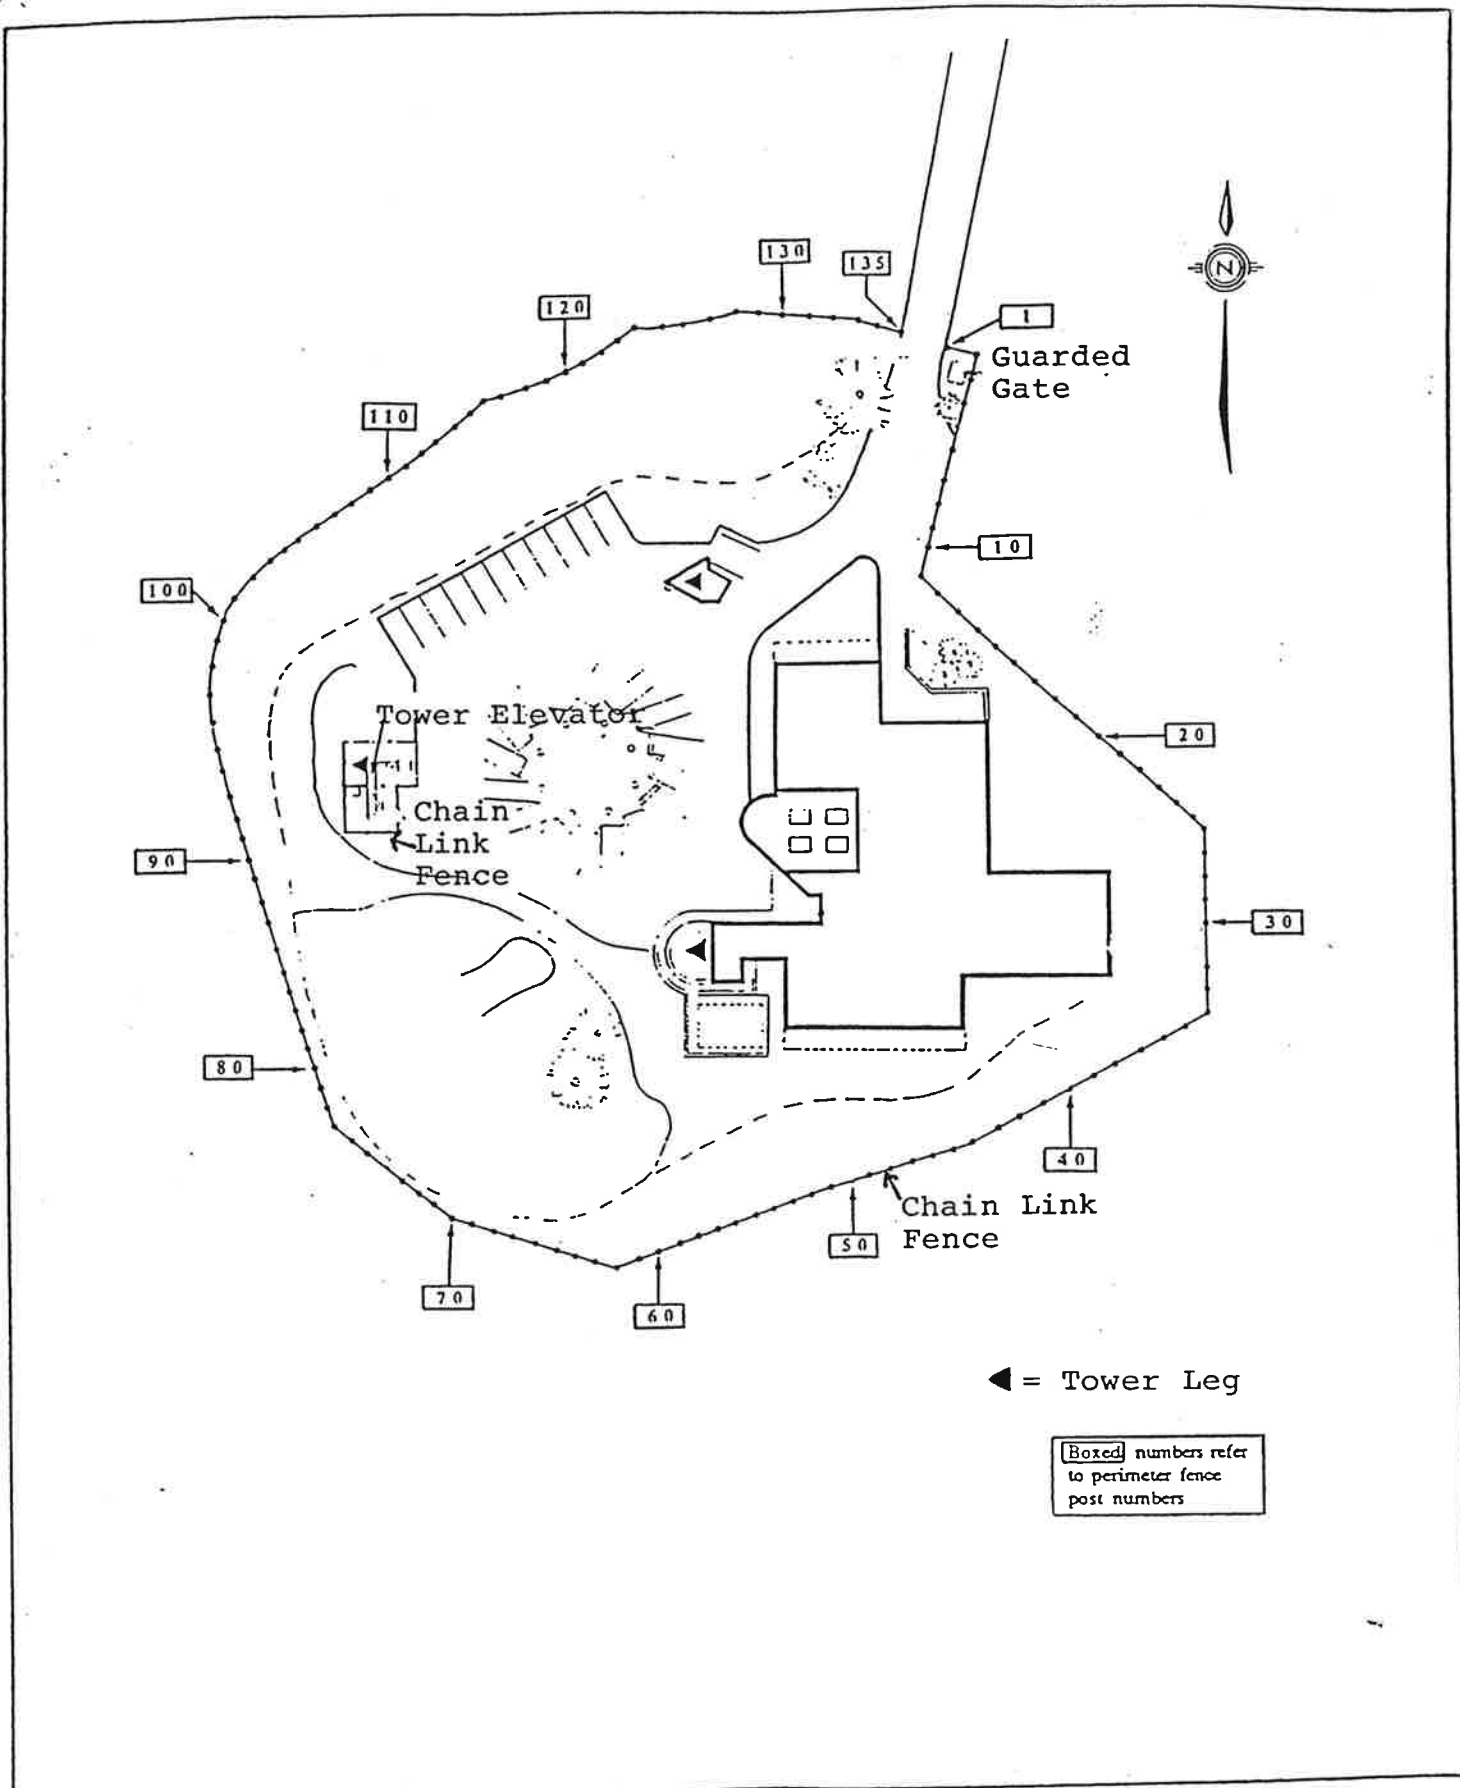 130
135
N
120
1
Guarded
Gate
110
10
100
Tower Elevator
20
Chain
Link
Fence
90
30
80
40
Chain Link
Fence
50
70
60
= Tower Leg
Boxed numbers refer
to perimeter fence
post numbers